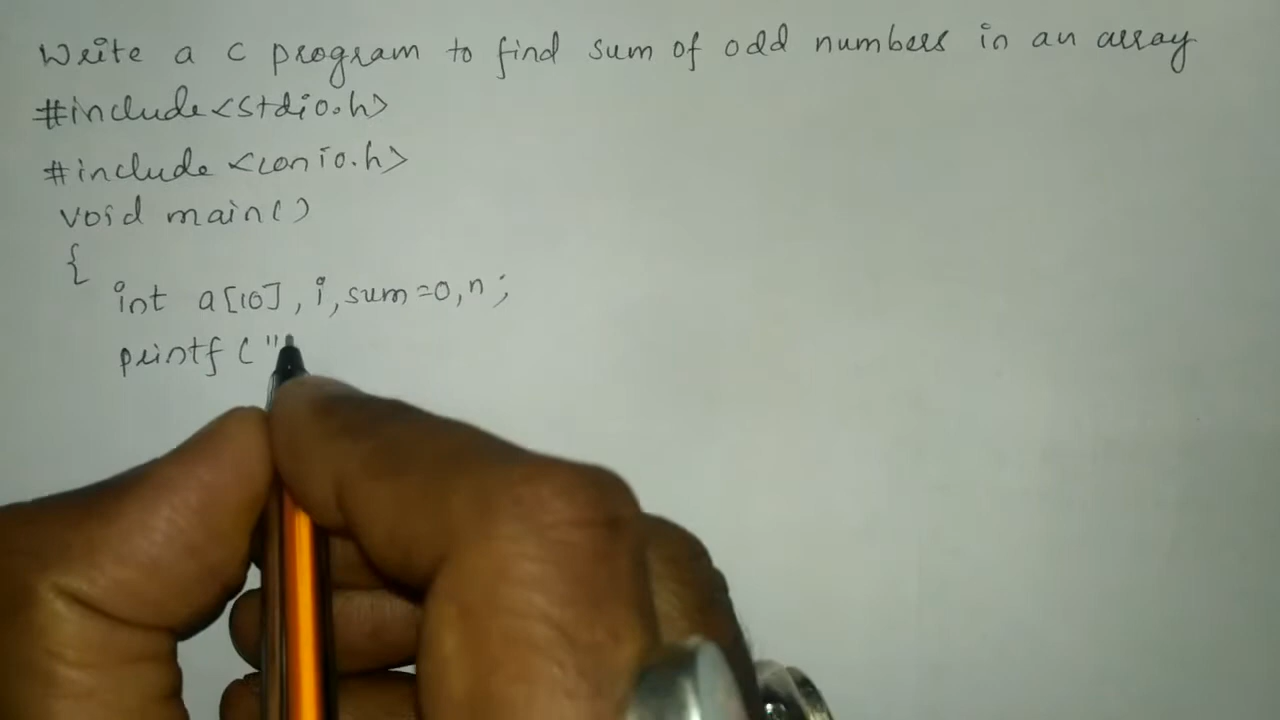 Write a c program to find sum of odd numbers in an array
#include<stdio.h>
#include <conio.h>
void main()
{
int a[10], i, sum=0, n;
printf ("